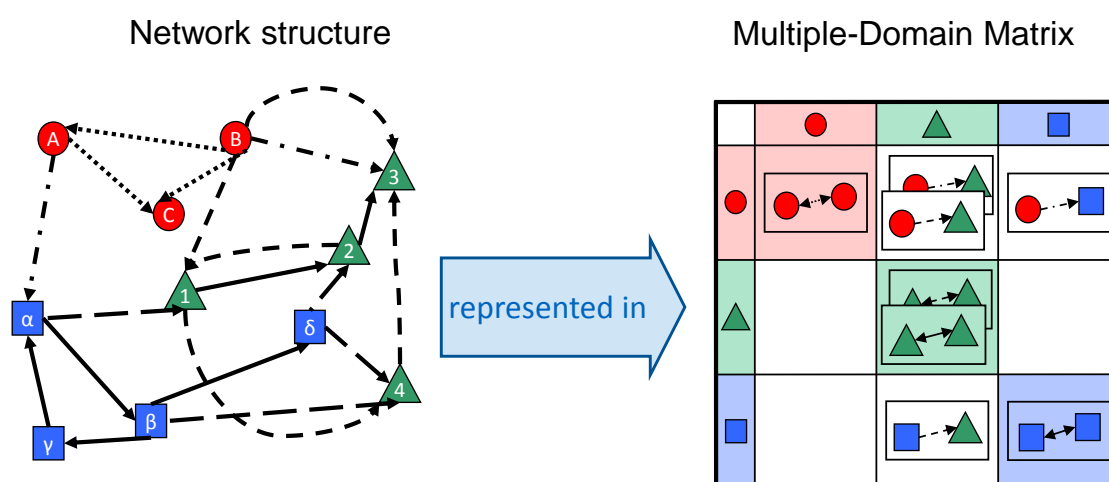 Network structure
Multiple-Domain Matrix
A
B
C
3
2
1
α
δ
4
β
γ
represented in